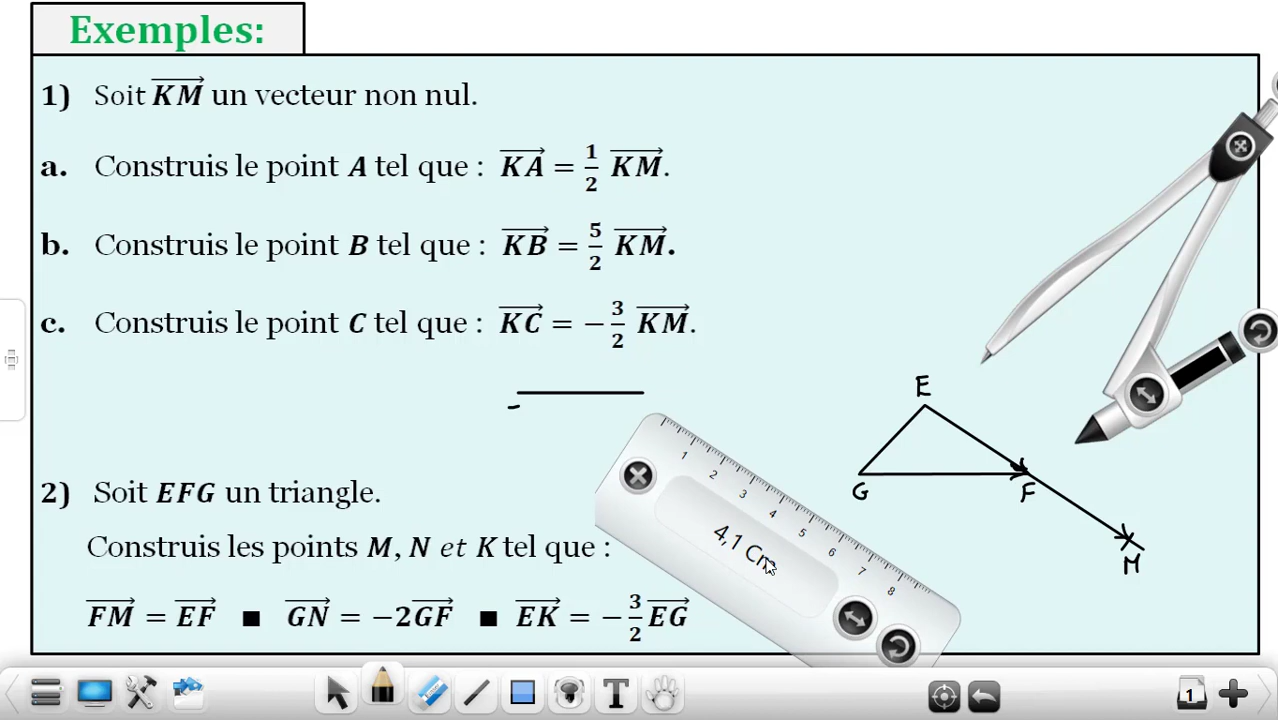 Exemples:
1) Soit $\overrightarrow{KM}$ un vecteur non nul.
a. Construis le point A tel que : $\overrightarrow{KA} = \frac{1}{2} \overrightarrow{KM}$.
b. Construis le point B tel que : $\overrightarrow{KB} = \frac{5}{2} \overrightarrow{KM}$.
c. Construis le point C tel que : $\overrightarrow{KC} = -\frac{3}{2} \overrightarrow{KM}$.
E
G
F
M
1 2 3 4 5 6 7 8
4,1 Cm
2) Soit EFG un triangle.
Construis les points M, N et K tel que :
$\overrightarrow{FM} = \overrightarrow{EF}$ ■ $\overrightarrow{GN} = -2\overrightarrow{GF}$ ■ $\overrightarrow{EK} = -\frac{3}{2}\overrightarrow{EG}$
T
1